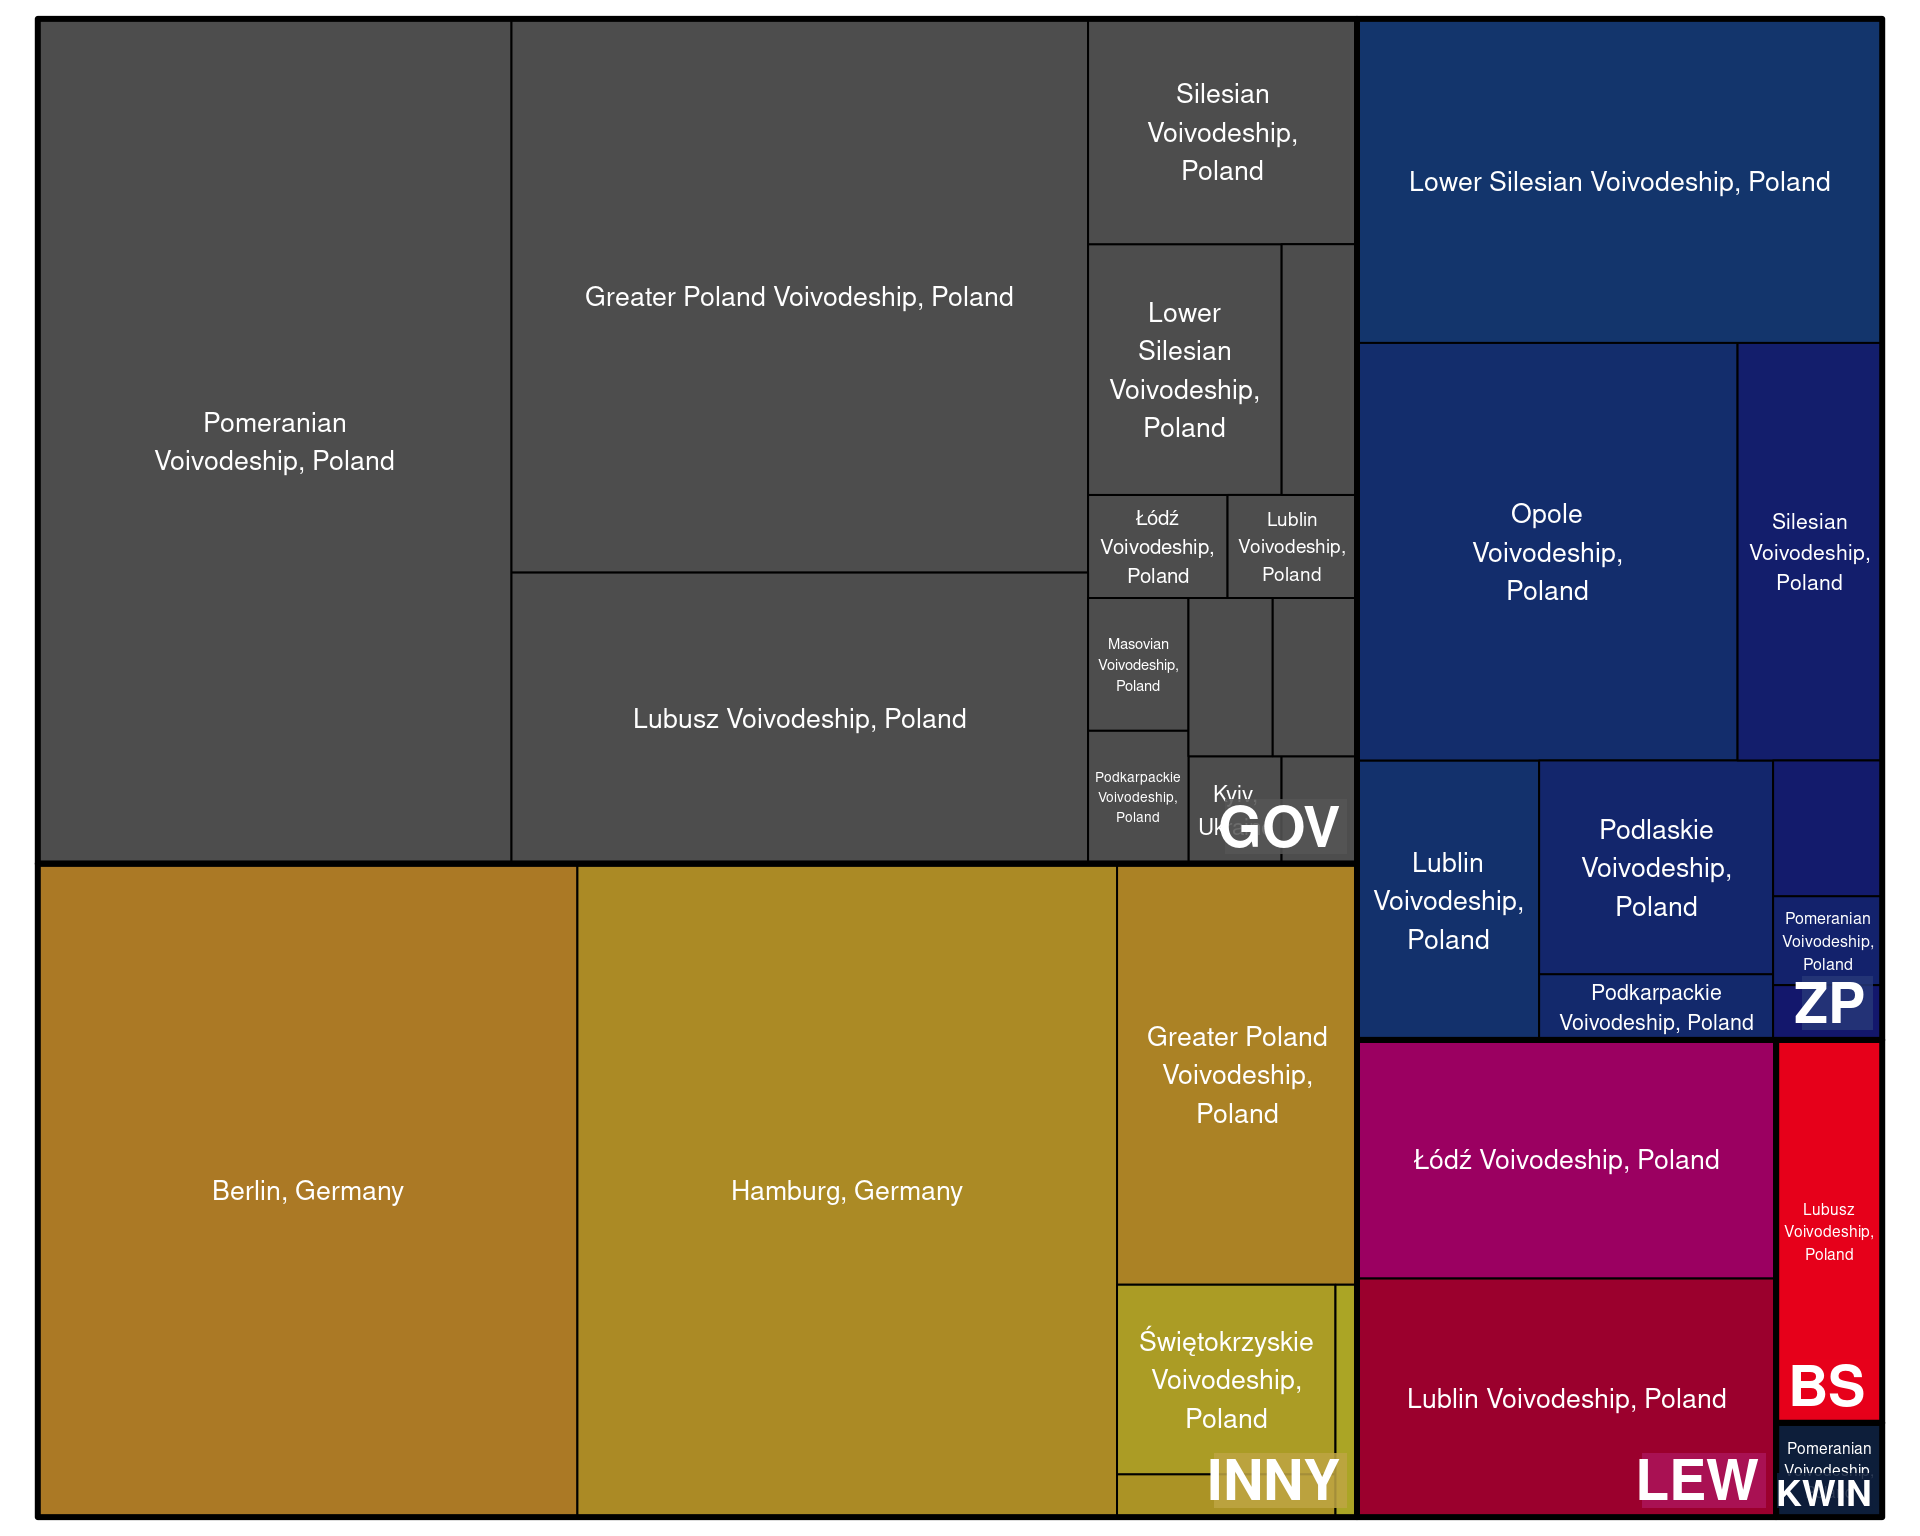 Pomeranian
Voivodeship, Poland
Greater Poland Voivodeship, Poland
Lubusz Voivodeship, Poland
Silesian
Voivodeship,
Poland
Lower
Silesian
Voivodeship,
Poland
Łódź
Voivodeship,
Poland
Lublin
Voivodeship,
Poland
Masovian
Voivodeship,
Poland
Podkarpackie
Voivodeship,
Poland
Kyiv,
GOV
Lower Silesian Voivodeship, Poland
Opole
Voivodeship,
Poland
Silesian
Voivodeship,
Poland
Lublin
Voivodeship,
Poland
Podlaskie
Voivodeship,
Poland
Podkarpackie
Voivodeship, Poland
Pomeranian
Voivodeship,
Poland
ZP
Berlin, Germany
Hamburg, Germany
Greater Poland
Voivodeship,
Poland
Świętokrzyskie
Voivodeship,
Poland
INNY
Łódź Voivodeship, Poland
Lublin Voivodeship, Poland
LEW
Lubusz
Voivodeship,
Poland
BS
Pomeranian
Voivodeship,
KWIN